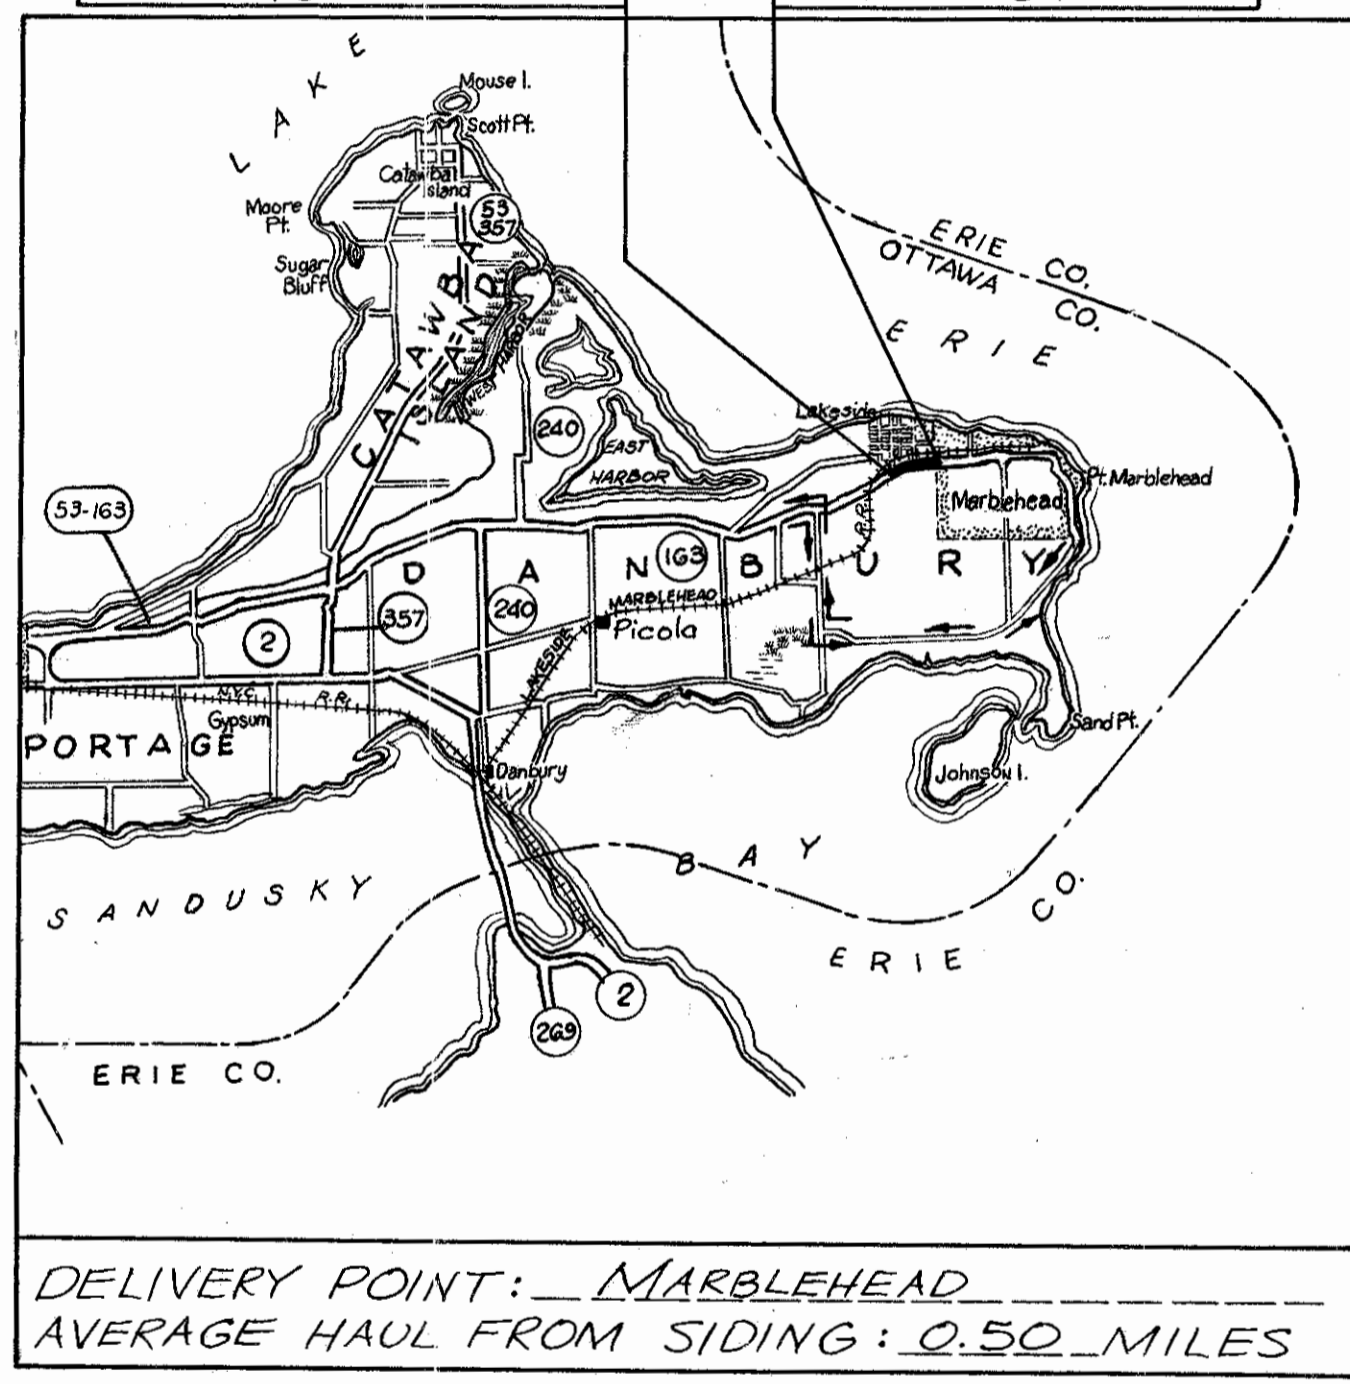 LAKE
Mouse I.
Scott Pt.
Catawba
Island
Moore
Pt.
53
357
Sugar
Bluff
ERIE CO.
OTTAWA CO.
ERIE
CATAWBA
ISLAND
WEST HARBOR
240
EAST
HARBOR
Lakeside
Pt. Marblehead
Marblehead
53-163
R.R.
163
DANBURY
357
240
MARBLEHEAD
Picola
2
LAKESIDE
N.Y.C. R.R.
Gypsum
PORTAGE
Sand Pt.
Danbury
Johnson I.
SANDUSKY BAY
ERIE CO.
2
269
ERIE CO.
DELIVERY POINT: MARBLEHEAD
AVERAGE HAUL FROM SIDING: 0.50 MILES